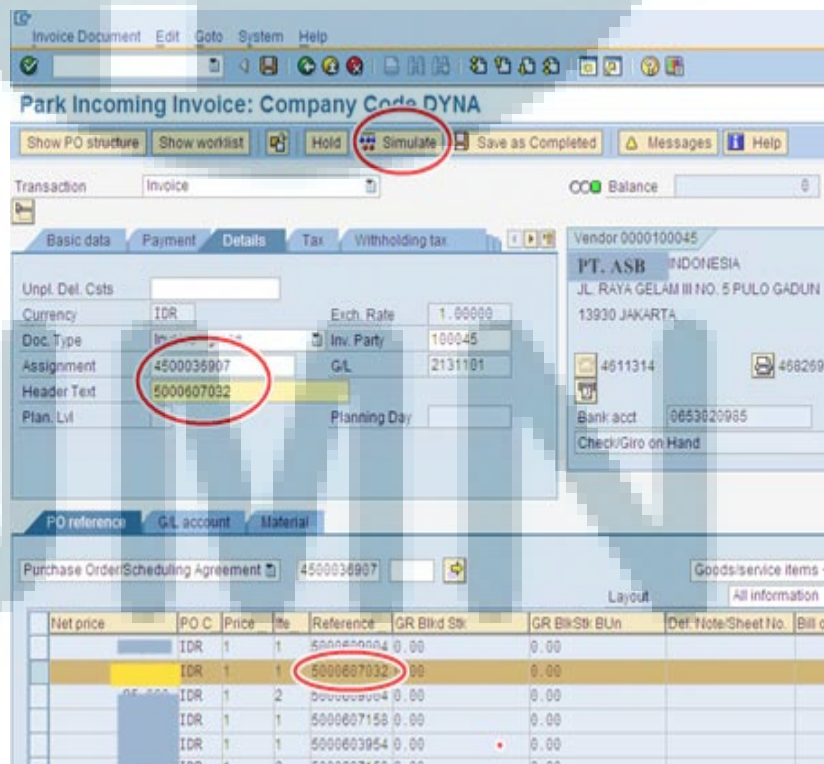 Invoice Document Edit Goto System Help
Park Incoming Invoice: Company Code DYNA
Show PO structure Show worklist Hold Simulate Save as Completed Messages Help
Transaction Invoice Balance 0
Basic data Payment Details Tax Withholding tax
Vendor 0000100045
PT. ASB INDONESIA
JL. RAYA GELAM III NO. 5 PULO GADUN
13930 JAKARTA
4611314 468269
Bank acct 0653020985
Check/Giro on Hand
Unpl. Del. Csts
Currency IDR Exch. Rate 1.00000
Doc. Type Inv. Party 100045
Assignment 4500036907 G/L 2131101
Header Text 5000607032
Plan. Lvl Planning Day
PO reference G/L account Material
Purchase Order/Scheduling Agreement 4500036907 Goods/service items
Layout All information
Net price PO C Price Ite Reference GR Blkd Stk GR BlkStk BUn Del. Note/Sheet No. Bill o
IDR 1 1 0.00 0.00
IDR 1 1 5000607032 0.00
IDR 1 2 0.00 0.00
IDR 1 1 5000607158 0.00 0.00
IDR 1 1 5000603954 0.00 0.00